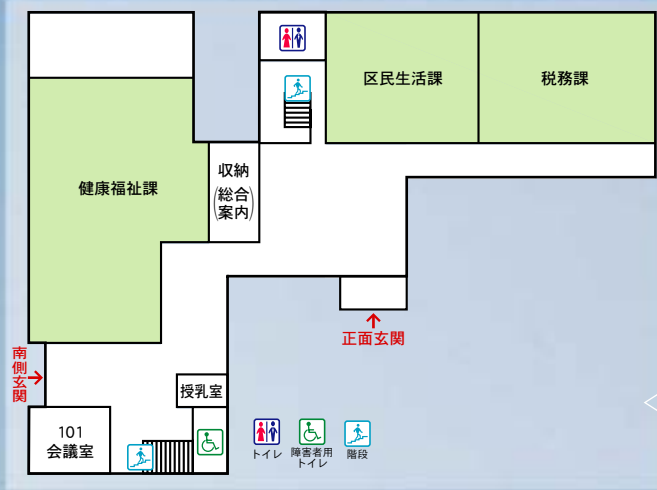 区民生活課
税務課
健康福祉課
収納
(総合
案内)
正面玄関
南側玄関
授乳室
101
会議室
トイレ
障害者用
トイレ
階段